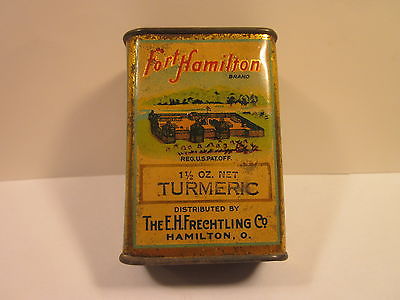 Fort Hamilton
BRAND
REG.U.S.PAT.OFF.
1½ OZ. NET
TURMERIC
DISTRIBUTED BY
THE E.H. FRECHTLING CO
HAMILTON, O.